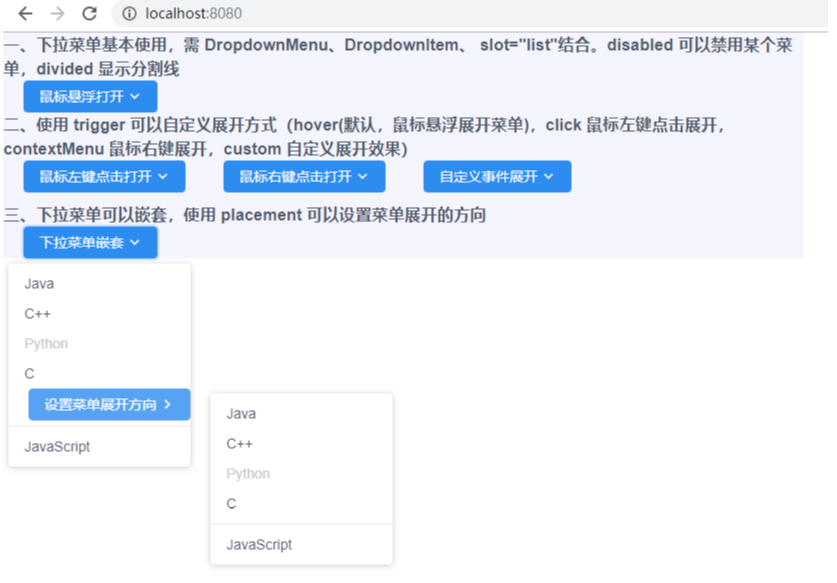 localhost:8080
一、下拉菜单基本使用，需 DropdownMenu、DropdownItem、 slot="list"结合。disabled 可以禁用某个菜
单，divided 显示分割线
鼠标悬浮打开
二、使用 trigger 可以自定义展开方式（hover(默认，鼠标悬浮展开菜单)，click 鼠标左键点击展开，
contextMenu 鼠标右键展开，custom 自定义展开效果）
鼠标左键点击打开 鼠标右键点击打开 自定义事件展开
三、下拉菜单可以嵌套，使用 placement 可以设置菜单展开的方向
下拉菜单嵌套
Java
C++
Python
C
设置菜单展开方向
JavaScript
Java
C++
Python
C
JavaScript